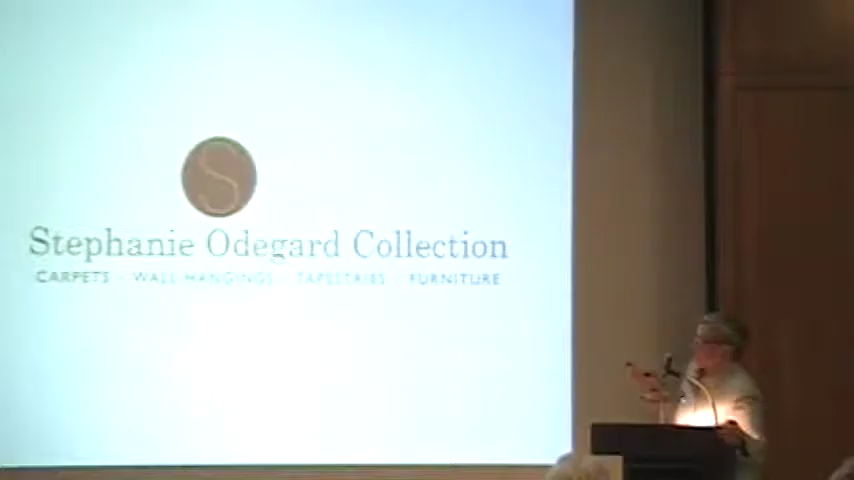 S
Stephanie Odegard Collection
CARPETS · WALL HANGINGS · TAPESTRIES · FURNITURE